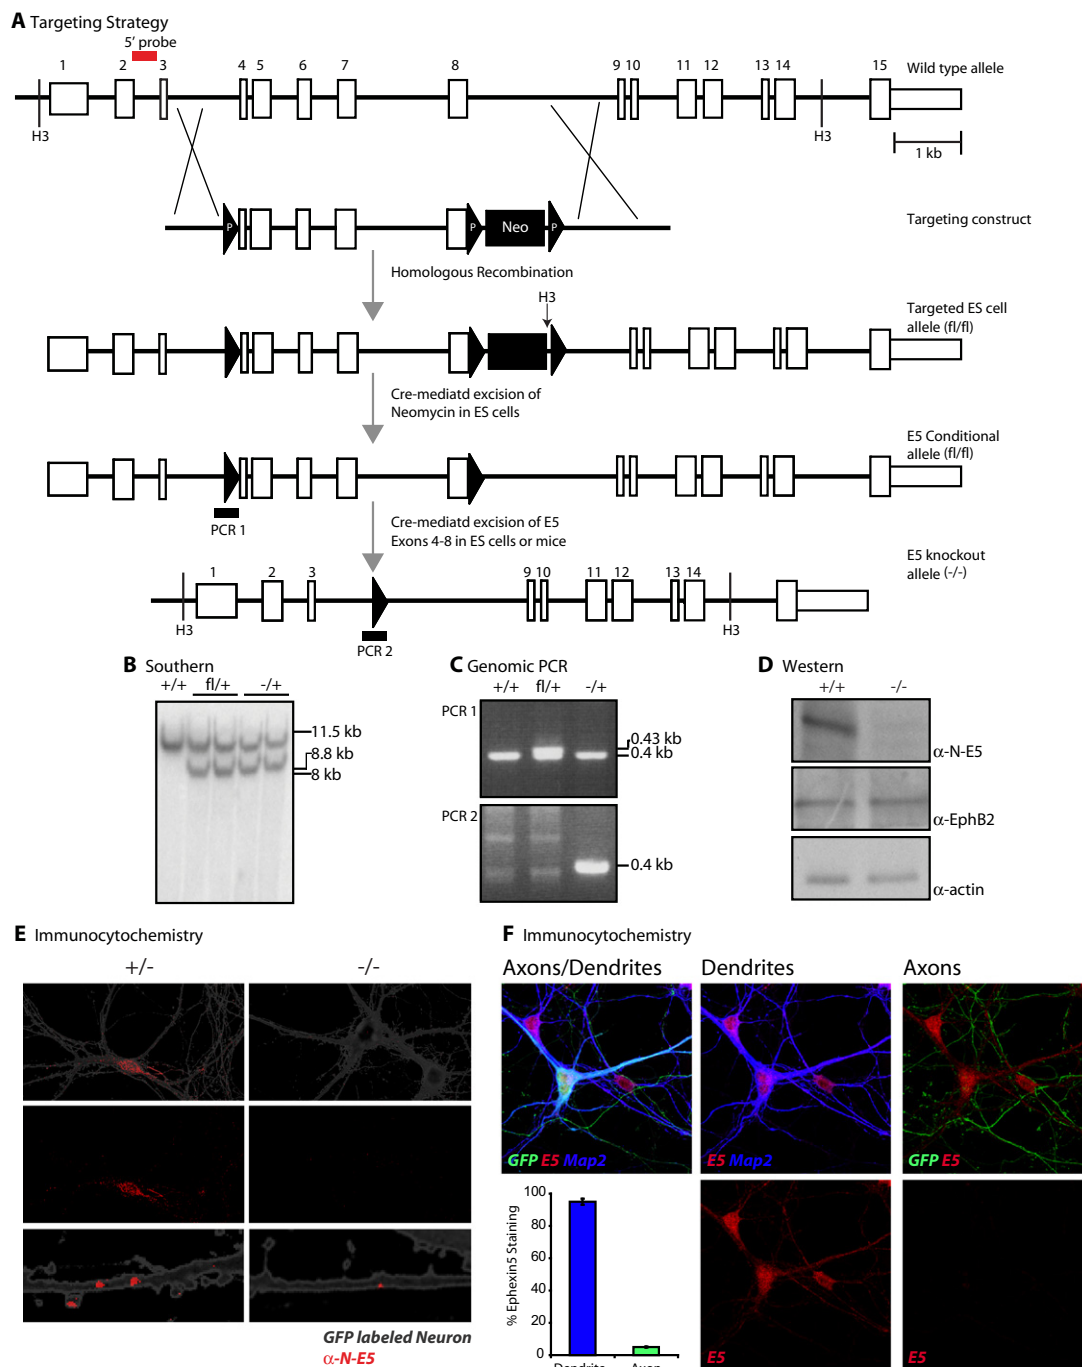 A Targeting Strategy
5' probe
1 2 3 4 5 6 7 8 9 10 11 12 13 14 15
Wild type allele
H3 H3
1 kb
P P Neo P
Targeting construct
Homologous Recombination
H3
Targeted ES cell
allele (fl/fl)
Cre-mediatd excision of
Neomycin in ES cells
E5 Conditional
allele (fl/fl)
PCR 1
Cre-mediatd excision of E5
Exons 4-8 in ES cells or mice
E5 knockout
allele (-/-)
1 2 3 9 10 11 12 13 14
H3 H3
PCR 2
B Southern
+/+ fl/+ -/+
11.5 kb
8.8 kb
8 kb
C Genomic PCR
+/+ fl/+ -/+
PCR 1
0.43 kb
0.4 kb
PCR 2
0.4 kb
D Western
+/+ -/-
α-N-E5
α-EphB2
α-actin
E Immunocytochemistry
+/- -/-
GFP labeled Neuron
α-N-E5
F Immunocytochemistry
Axons/Dendrites Dendrites Axons
GFP E5 Map2
E5 Map2
GFP E5
% Ephexin5 Staining
100
80
60
40
20
0
Dendrite Axon
E5
E5